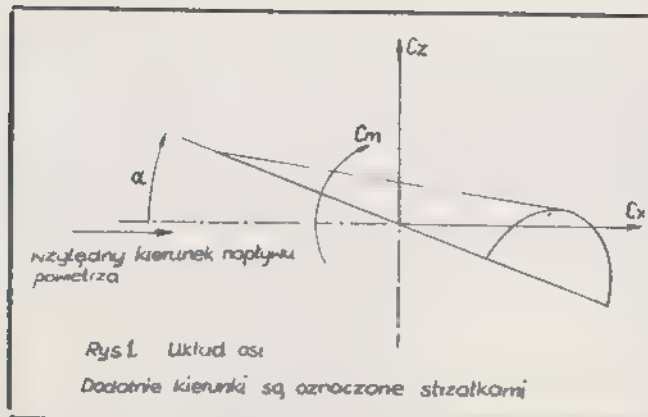 Cz
Cm
α
Cx
względny kierunek napływu
powietrza
Rys 1. Układ osi
Dodatnie kierunki są oznaczone strzałkami